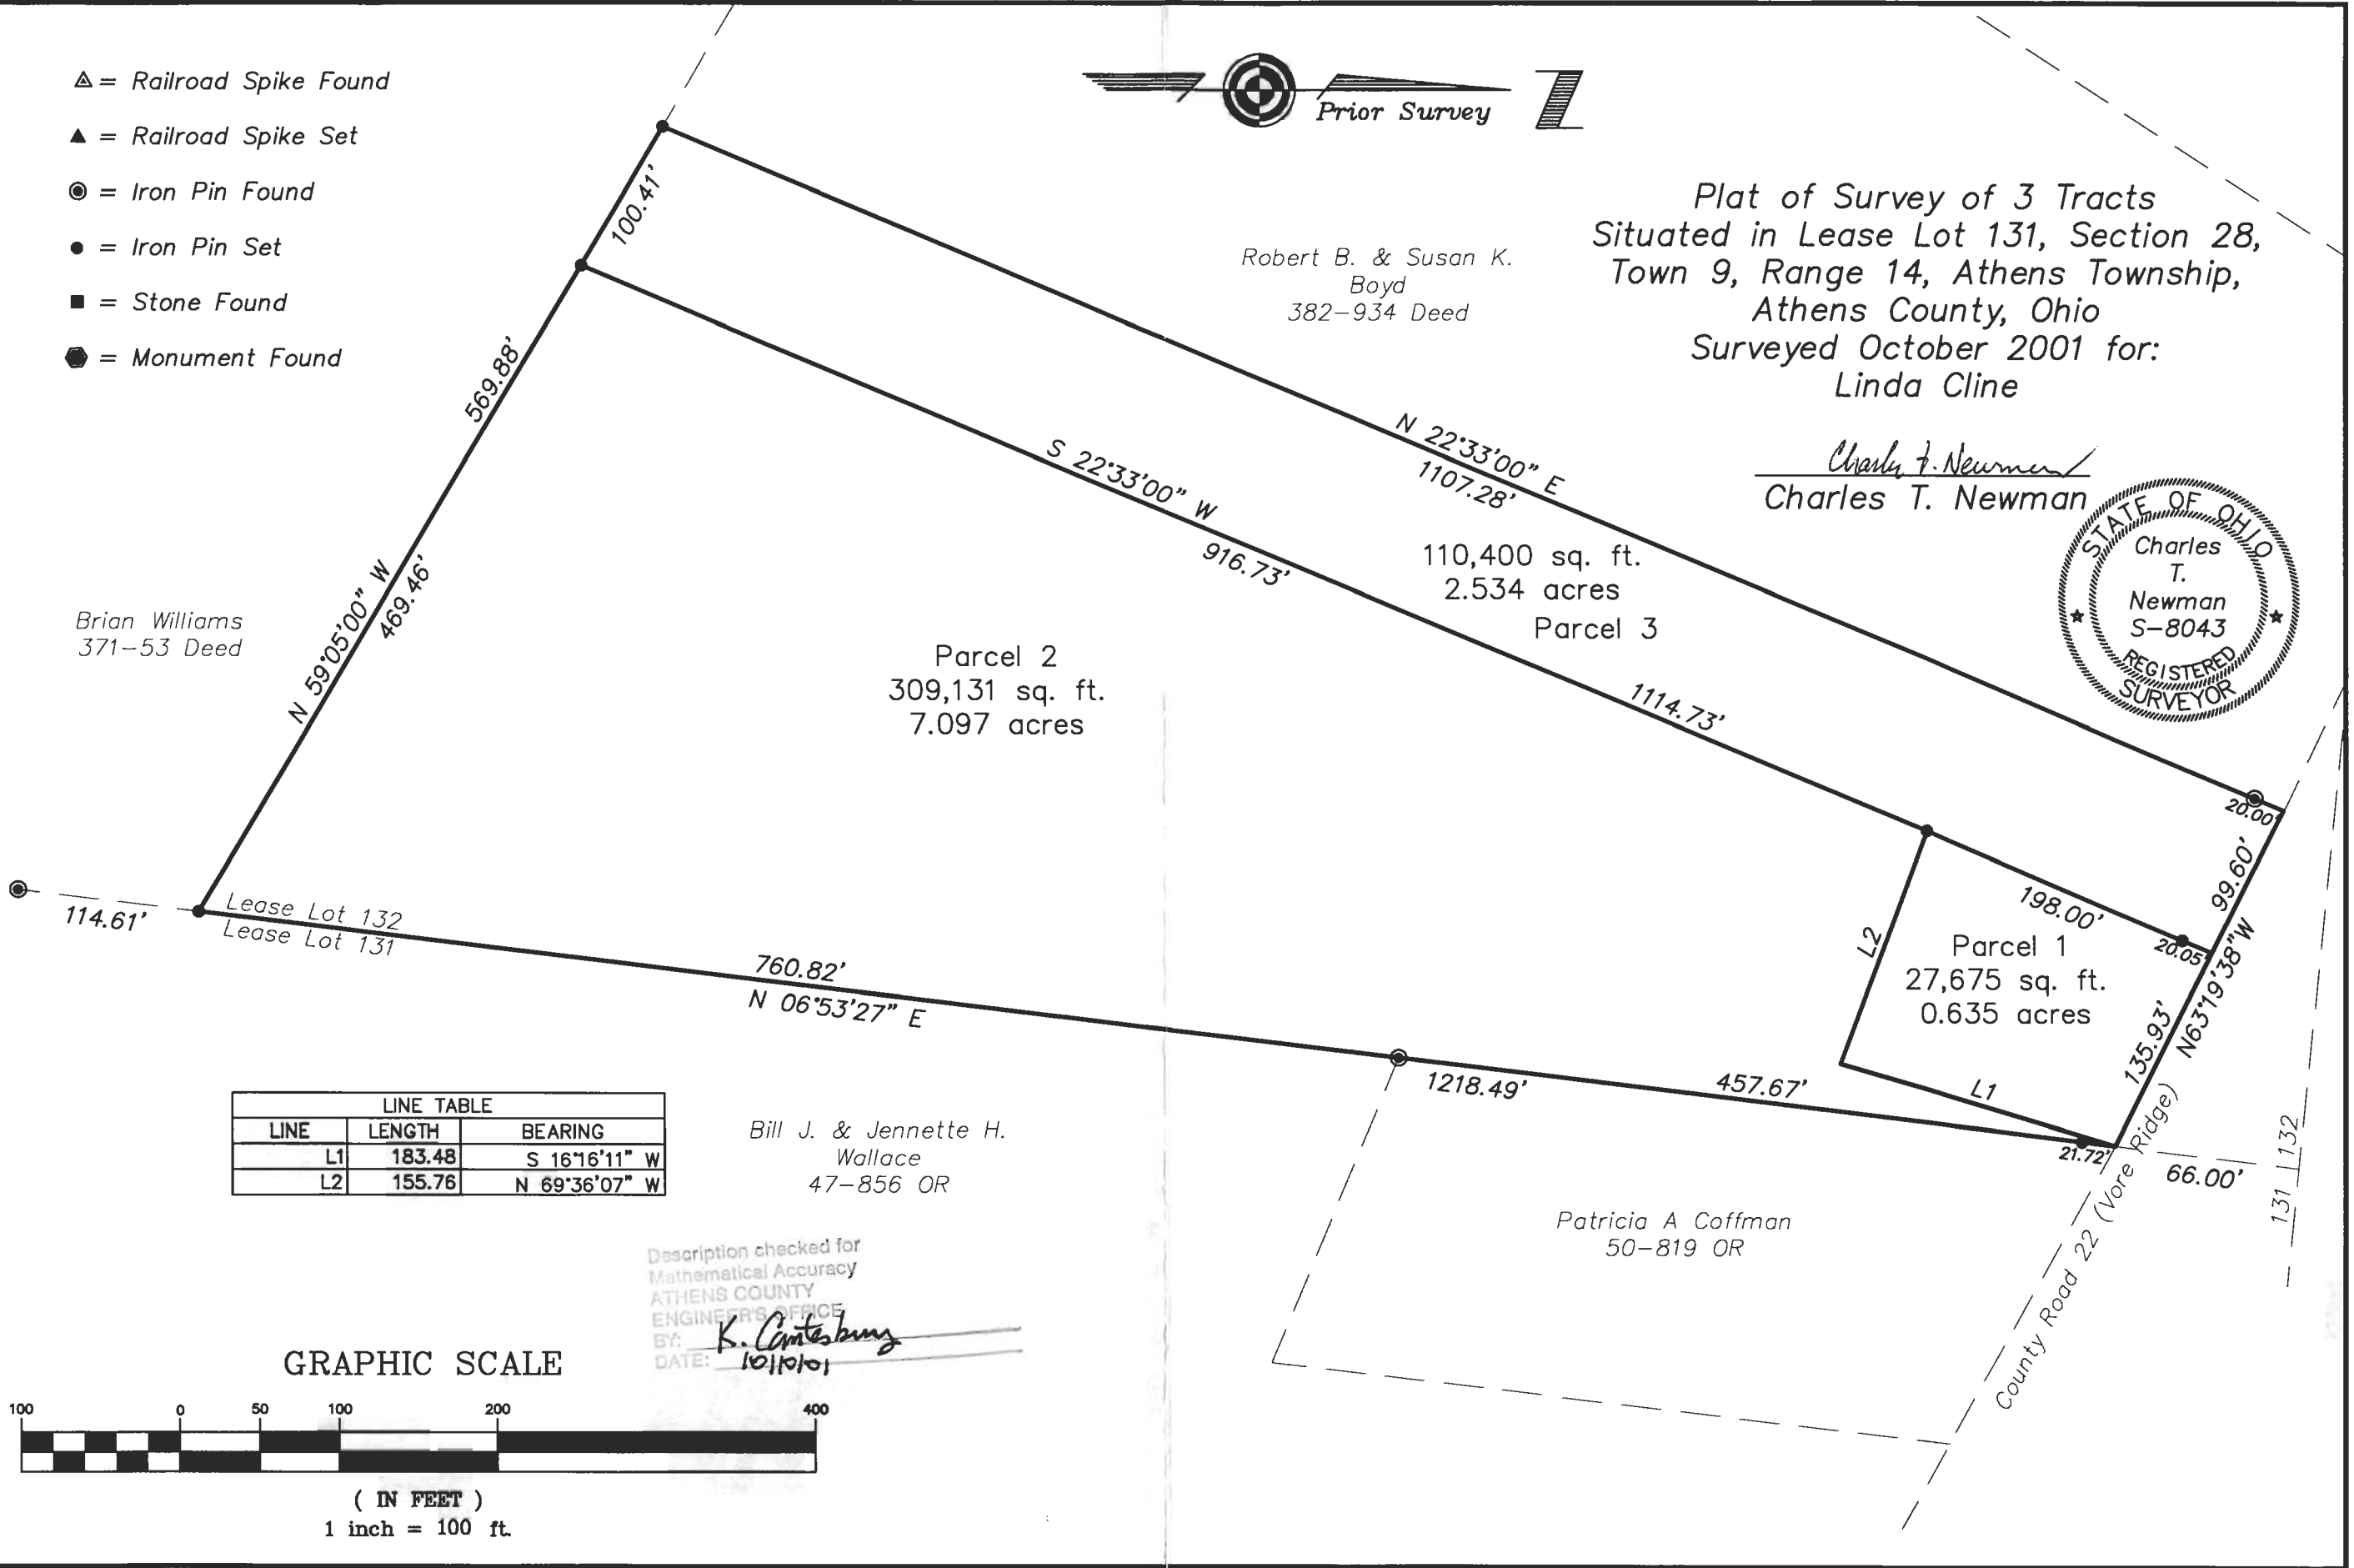 = Railroad Spike Found
= Railroad Spike Set
= Iron Pin Found
= Iron Pin Set
= Stone Found
= Monument Found
Prior Survey
Plat of Survey of 3 Tracts
Situated in Lease Lot 131, Section 28,
Town 9, Range 14, Athens Township,
Athens County, Ohio
Surveyed October 2001 for:
Linda Cline
Charles T. Newman
Charles T. Newman
STATE OF OHIO
Charles
T.
Newman
S-8043
REGISTERED
SURVEYOR
Robert B. & Susan K.
Boyd
382-934 Deed
100.41'
569.88'
N 59°05'00" W
469.46'
Brian Williams
371-53 Deed
N 22°33'00" E
1107.28'
S 22°33'00" W
916.73'
110,400 sq. ft.
2.534 acres
Parcel 3
1114.73'
Parcel 2
309,131 sq. ft.
7.097 acres
20.00'
99.60'
198.00'
20.05'
N63°19'38"W
135.93'
L2
Parcel 1
27,675 sq. ft.
0.635 acres
L1
114.61'
Lease Lot 132
Lease Lot 131
760.82'
N 06°53'27" E
1218.49'
457.67'
21.72'
66.00'
131 132
County Road 22 (Vore Ridge)
LINE TABLE
LINE LENGTH BEARING
L1 183.48 S 16°16'11" W
L2 155.76 N 69°36'07" W
Bill J. & Jennette H.
Wallace
47-856 OR
Patricia A Coffman
50-819 OR
Description checked for
Mathematical Accuracy
ATHENS COUNTY
ENGINEER'S OFFICE
BY: K. Cantesbury
DATE: 10/10/01
GRAPHIC SCALE
100 0 50 100 200 400
( IN FEET )
1 inch = 100 ft.